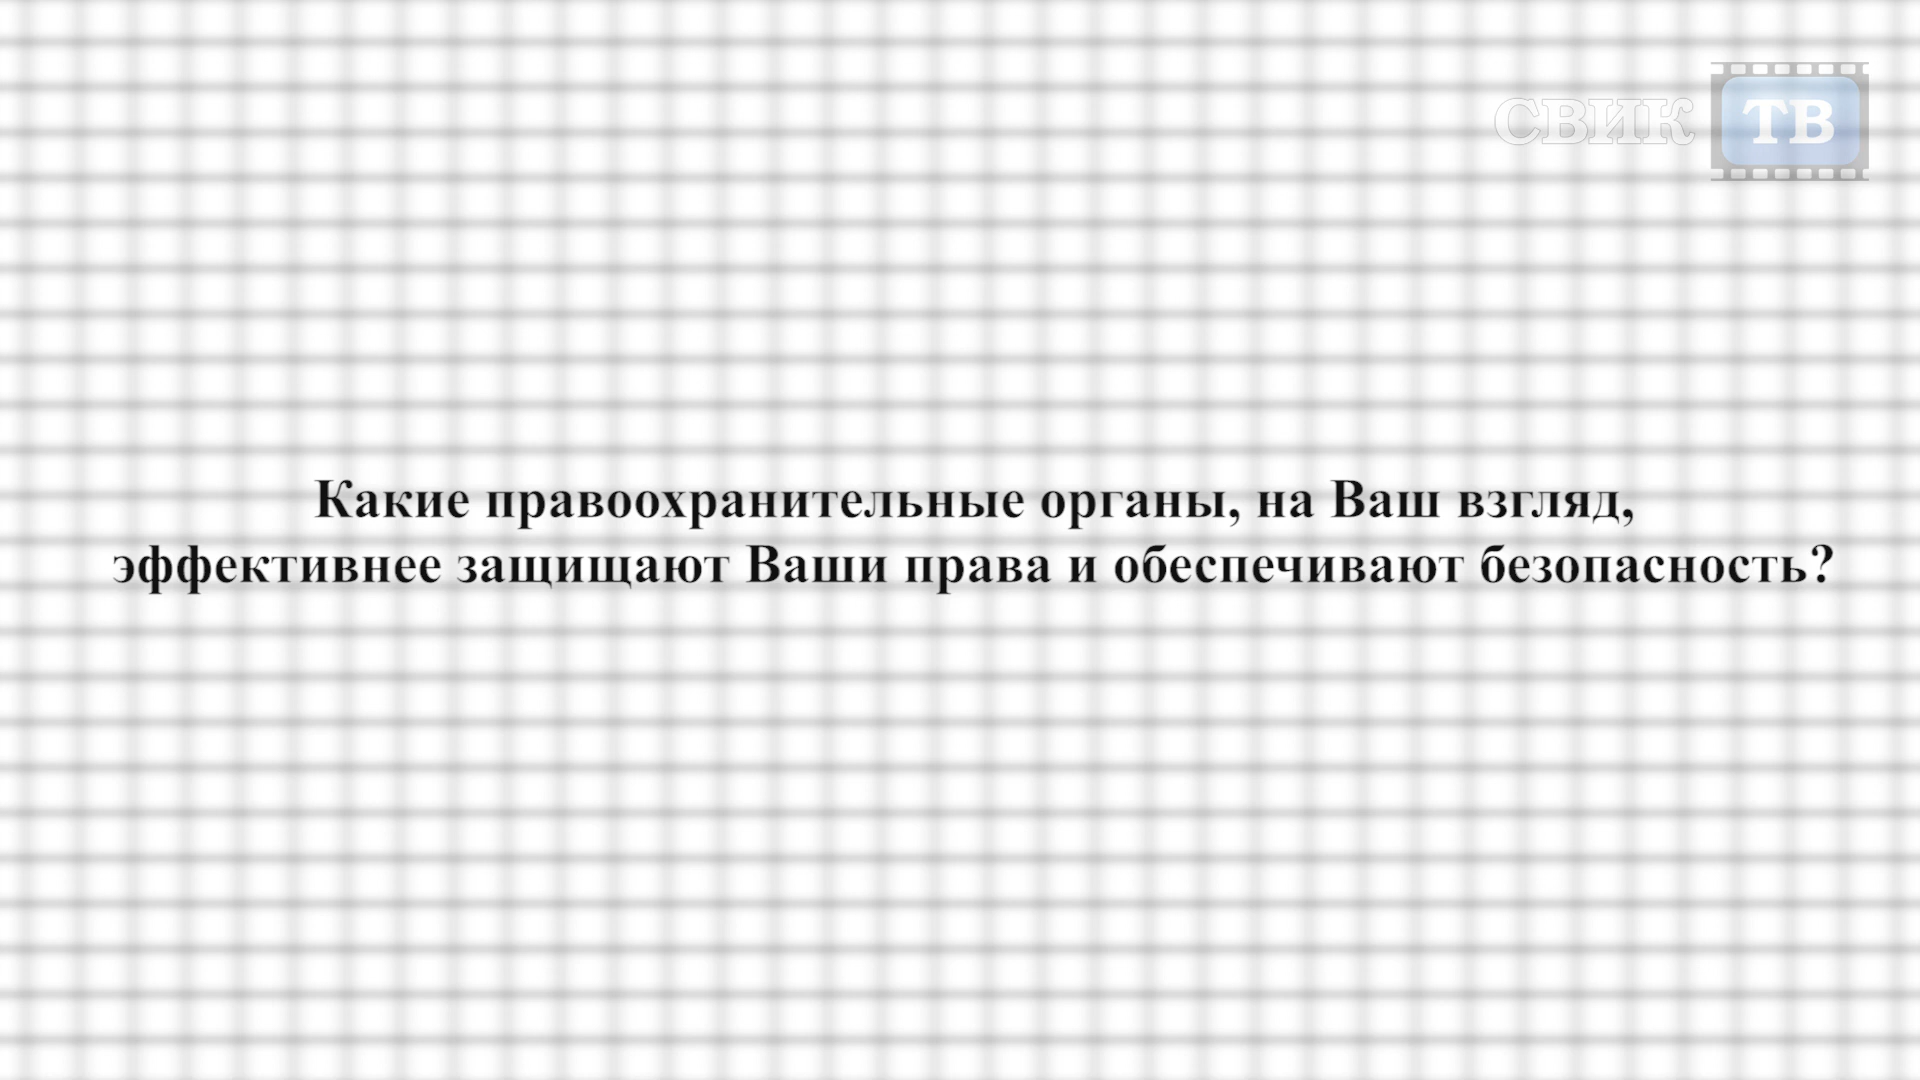 СВИК ТВ
Какие правоохранительные органы, на Ваш взгляд,
эффективнее защищают Ваши права и обеспечивают безопасность?